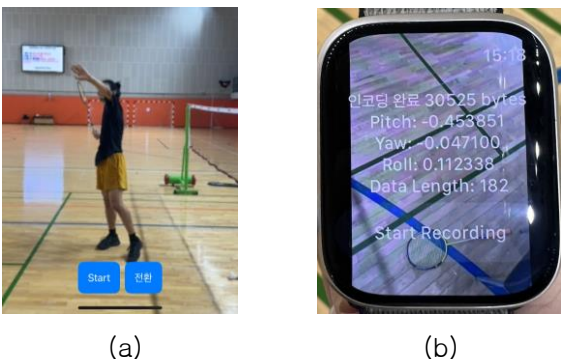 Start 전환
15:18
인코딩 완료 30525 bytes
Pitch: -0.453851
Yaw: -0.047100
Roll: 0.112338
Data Length: 182
Start Recording
(a) (b)